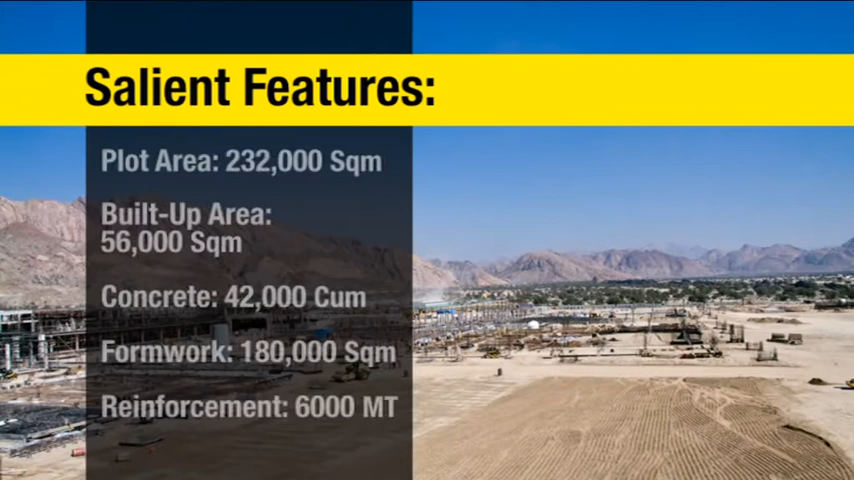 Salient Features:
Plot Area: 232,000 Sqm
Built-Up Area:
56,000 Sqm
Concrete: 42,000 Cum
Formwork: 180,000 Sqm
Reinforcement: 6000 MT